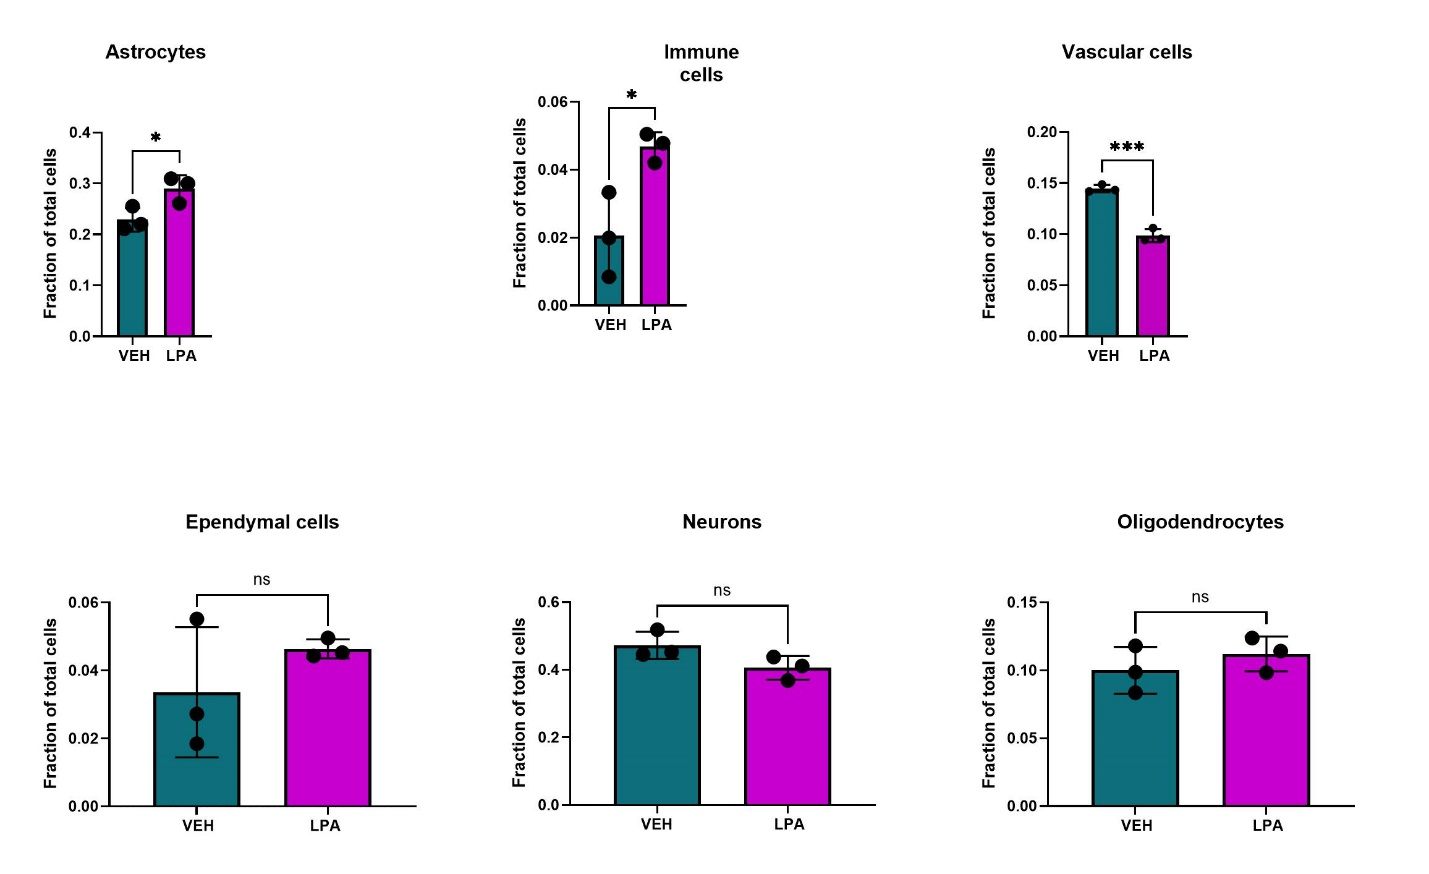 Astrocytes
Fraction of total cells
0.4
0.3
0.2
0.1
0.0
*
VEH LPA
Immune
cells
Fraction of total cells
0.06
0.04
0.02
0.00
*
VEH LPA
Vascular cells
Fraction of total cells
0.20
0.15
0.10
0.05
0.00
***
VEH LPA
Ependymal cells
Fraction of total cells
0.06
0.04
0.02
0.00
ns
VEH LPA
Neurons
Fraction of total cells
0.6
0.4
0.2
0.0
ns
VEH LPA
Oligodendrocytes
Fraction of total cells
0.15
0.10
0.05
0.00
ns
VEH LPA